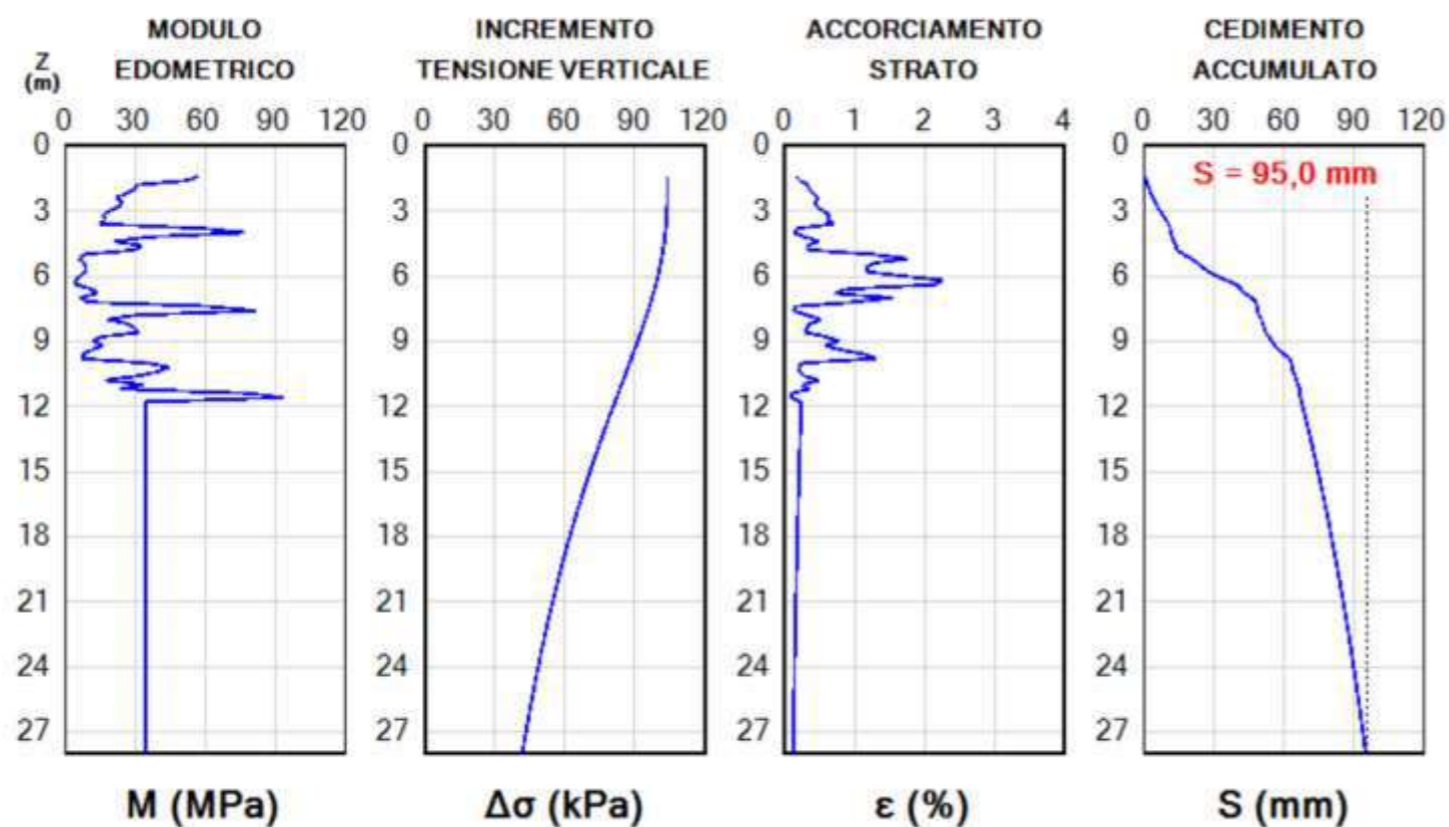 MODULO
EDOMETRICO
INCREMENTO
TENSIONE VERTICALE
ACCORCIAMENTO
STRATO
CEDIMENTO
ACCUMULATO
Z
(m)
0 30 60 90 120
0 30 60 90 120
0 1 2 3 4
0 30 60 90 120
0 0 0 0
S = 95,0 mm
3 3 3 3
6 6 6 6
9 9 9 9
12 12 12 12
15 15 15 15
18 18 18 18
21 21 21 21
24 24 24 24
27 27 27 27
M (MPa)
Δσ (kPa)
ε (%)
S (mm)